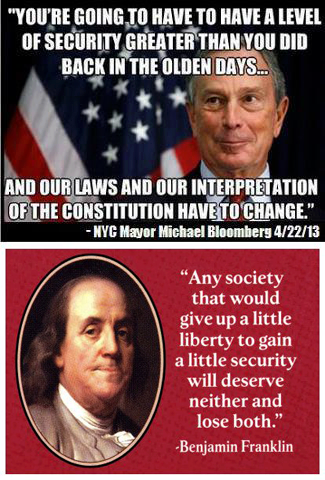 "YOU'RE GOING TO HAVE TO HAVE A LEVEL
OF SECURITY GREATER THAN YOU DID
BACK IN THE OLDEN DAYS...
AND OUR LAWS AND OUR INTERPRETATION
OF THE CONSTITUTION HAVE TO CHANGE."
- NYC Mayor Michael Bloomberg 4/22/13
“Any society
that would
give up a little
liberty to gain
a little security
will deserve
neither and
lose both.”
-Benjamin Franklin